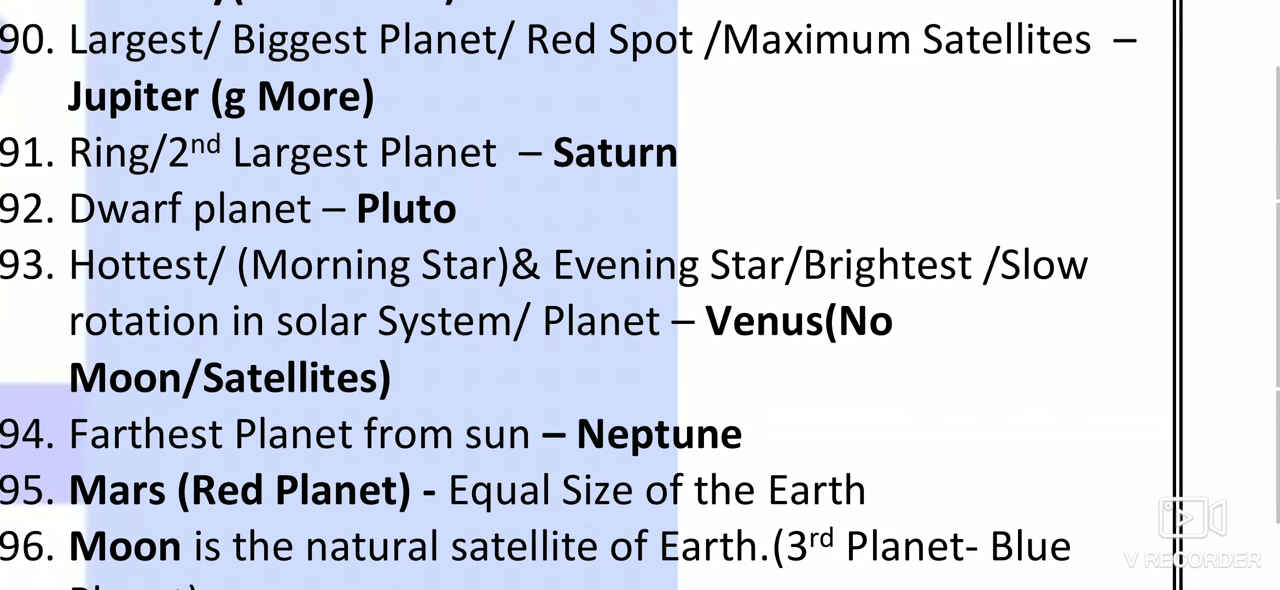 90. Largest/ Biggest Planet/ Red Spot /Maximum Satellites –
Jupiter (g More)
91. Ring/2nd Largest Planet – Saturn
92. Dwarf planet – Pluto
93. Hottest/ (Morning Star)& Evening Star/Brightest /Slow
rotation in solar System/ Planet – Venus(No
Moon/Satellites)
94. Farthest Planet from sun – Neptune
95. Mars (Red Planet) - Equal Size of the Earth
96. Moon is the natural satellite of Earth.(3rd Planet- Blue
V RECORDER